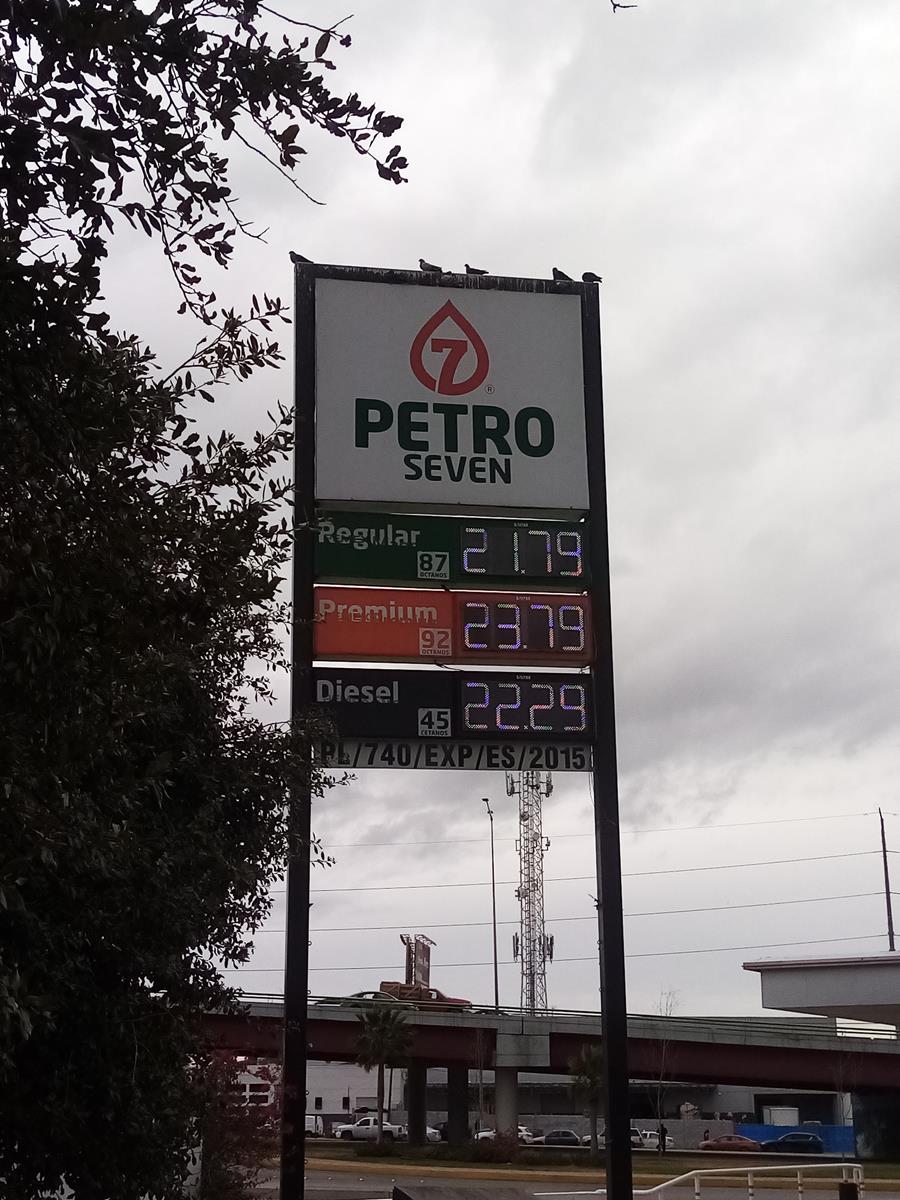 7
®
PETRO
SEVEN
Regular
87
OCTANOS
21.79
Premium
92
OCTANOS
23.79
Diesel
45
CETANOS
22.29
PL/740/EXP/ES/2015